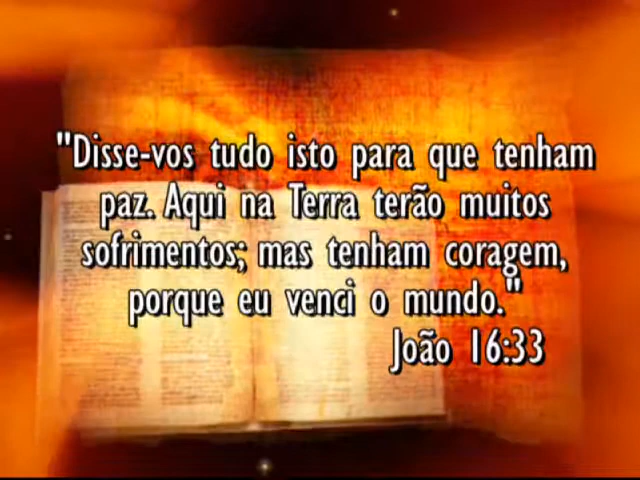 "Disse-vos tudo isto para que tenham
paz. Aqui na Terra terão muitos
sofrimentos; mas tenham coragem,
porque eu venci o mundo."
João 16:33